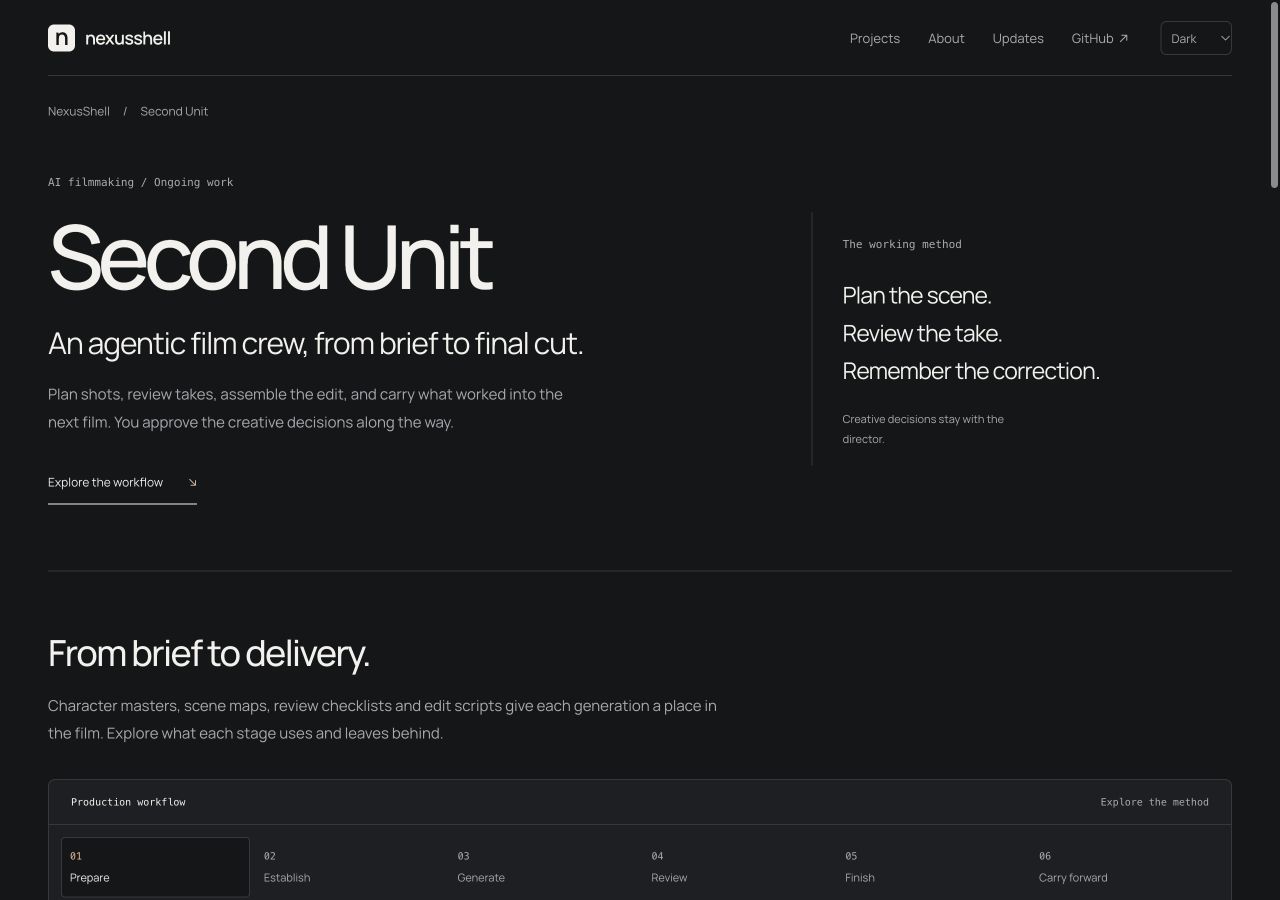 n nexusshell
Projects About Updates GitHub ↗ Dark
NexusShell / Second Unit
AI filmmaking / Ongoing work
Second Unit
An agentic film crew, from brief to final cut.
Plan shots, review takes, assemble the edit, and carry what worked into the
next film. You approve the creative decisions along the way.
Explore the workflow ↘
The working method
Plan the scene.
Review the take.
Remember the correction.
Creative decisions stay with the
director.
From brief to delivery.
Character masters, scene maps, review checklists and edit scripts give each generation a place in
the film. Explore what each stage uses and leaves behind.
Production workflow Explore the method
01 02 03 04 05 06
Prepare Establish Generate Review Finish Carry forward